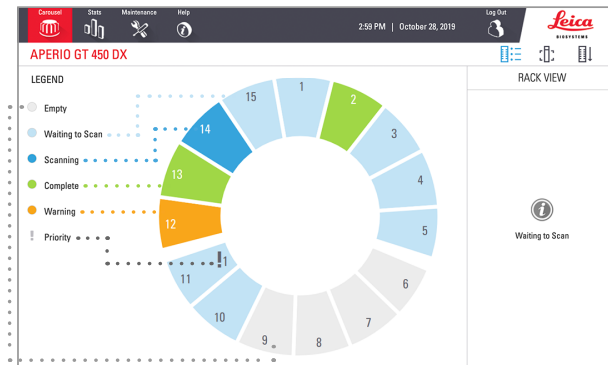 Carousel
Stats
Maintenance
Help
2:59 PM | October 28, 2019
Log Out
Leica
BIOSYSTEMS
APERIO GT 450 DX
LEGEND
Empty
Waiting to Scan
Scanning
Complete
Warning
! Priority
1
2
3
4
5
6
7
8
9
10
11
12
13
14
15
! 1
RACK VIEW
i
Waiting to Scan